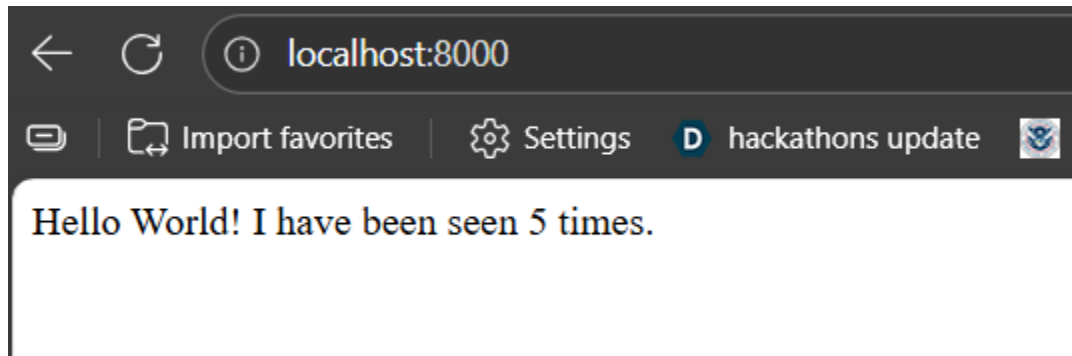 localhost:8000
Import favorites Settings D hackathons update
Hello World! I have been seen 5 times.